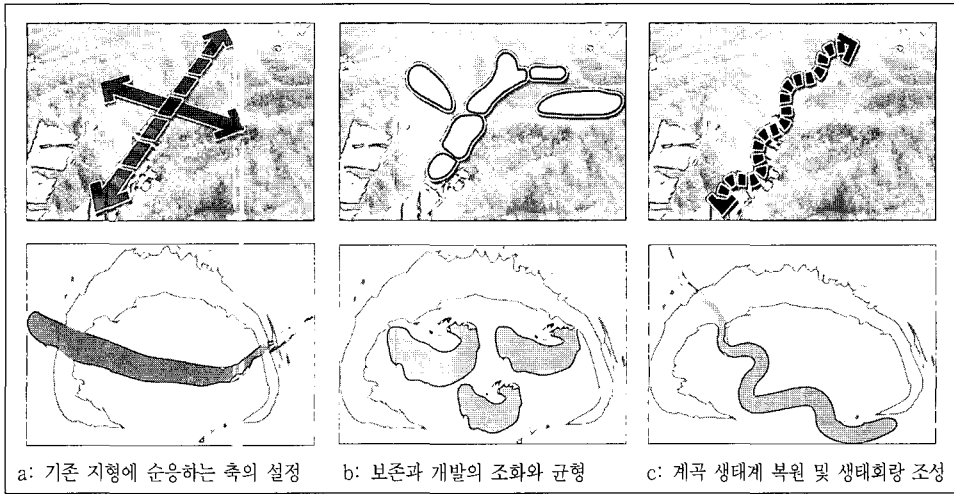 a: 기존 지형에 순응하는 축의 설정
b: 보존과 개발의 조화와 균형
c: 계곡 생태계 복원 및 생태회랑 조성